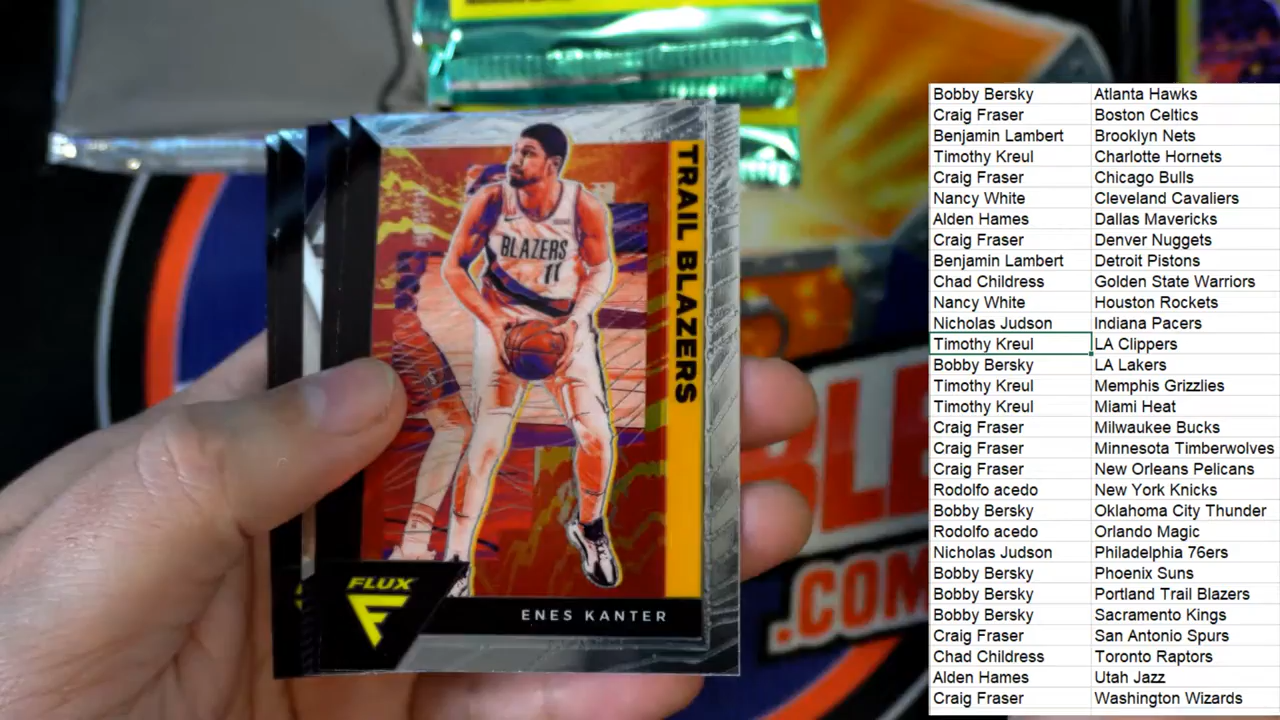 TRAIL BLAZERS
BLAZERS
11
FLUX
ENES KANTER
BLE
.COM
Bobby Bersky Atlanta Hawks
Craig Fraser Boston Celtics
Benjamin Lambert Brooklyn Nets
Timothy Kreul Charlotte Hornets
Craig Fraser Chicago Bulls
Nancy White Cleveland Cavaliers
Alden Hames Dallas Mavericks
Craig Fraser Denver Nuggets
Benjamin Lambert Detroit Pistons
Chad Childress Golden State Warriors
Nancy White Houston Rockets
Nicholas Judson Indiana Pacers
Timothy Kreul LA Clippers
Bobby Bersky LA Lakers
Timothy Kreul Memphis Grizzlies
Timothy Kreul Miami Heat
Craig Fraser Milwaukee Bucks
Craig Fraser Minnesota Timberwolves
Craig Fraser New Orleans Pelicans
Rodolfo acedo New York Knicks
Bobby Bersky Oklahoma City Thunder
Rodolfo acedo Orlando Magic
Nicholas Judson Philadelphia 76ers
Bobby Bersky Phoenix Suns
Bobby Bersky Portland Trail Blazers
Bobby Bersky Sacramento Kings
Craig Fraser San Antonio Spurs
Chad Childress Toronto Raptors
Alden Hames Utah Jazz
Craig Fraser Washington Wizards